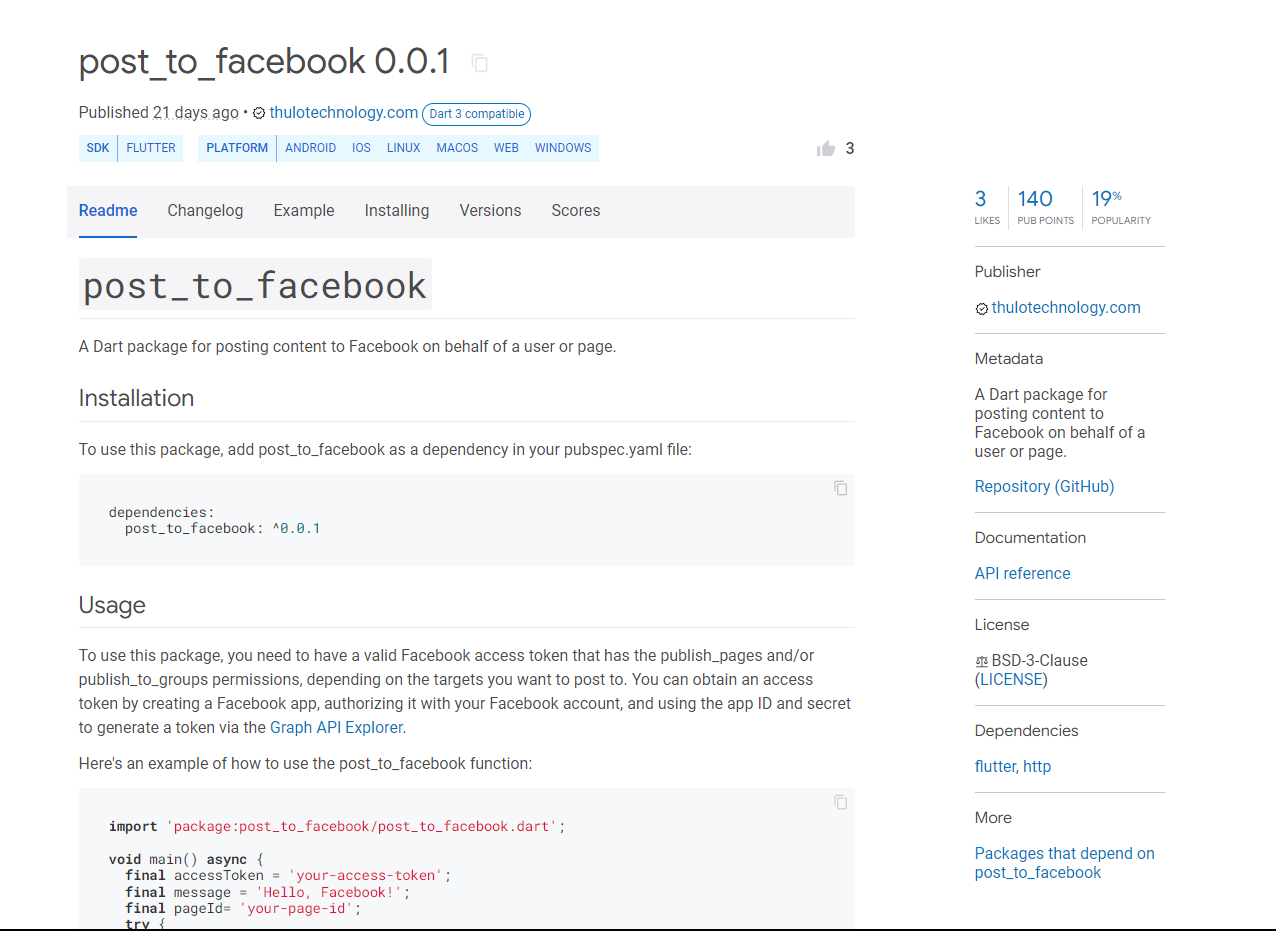 post_to_facebook 0.0.1
Published 21 days ago • thulotechnology.com Dart 3 compatible
SDK FLUTTER PLATFORM ANDROID IOS LINUX MACOS WEB WINDOWS
3
Readme Changelog Example Installing Versions Scores
post_to_facebook
A Dart package for posting content to Facebook on behalf of a user or page.
Installation
To use this package, add post_to_facebook as a dependency in your pubspec.yaml file:
dependencies:
  post_to_facebook: ^0.0.1
Usage
To use this package, you need to have a valid Facebook access token that has the publish_pages and/or
publish_to_groups permissions, depending on the targets you want to post to. You can obtain an access
token by creating a Facebook app, authorizing it with your Facebook account, and using the app ID and secret
to generate a token via the Graph API Explorer.
Here's an example of how to use the post_to_facebook function:
import 'package:post_to_facebook/post_to_facebook.dart';
void main() async {
  final accessToken = 'your-access-token';
  final message = 'Hello, Facebook!';
  final pageId= 'your-page-id';
  try {
3 140 19%
LIKES PUB POINTS POPULARITY
Publisher
thulotechnology.com
Metadata
A Dart package for
posting content to
Facebook on behalf of a
user or page.
Repository (GitHub)
Documentation
API reference
License
BSD-3-Clause
(LICENSE)
Dependencies
flutter, http
More
Packages that depend on
post_to_facebook